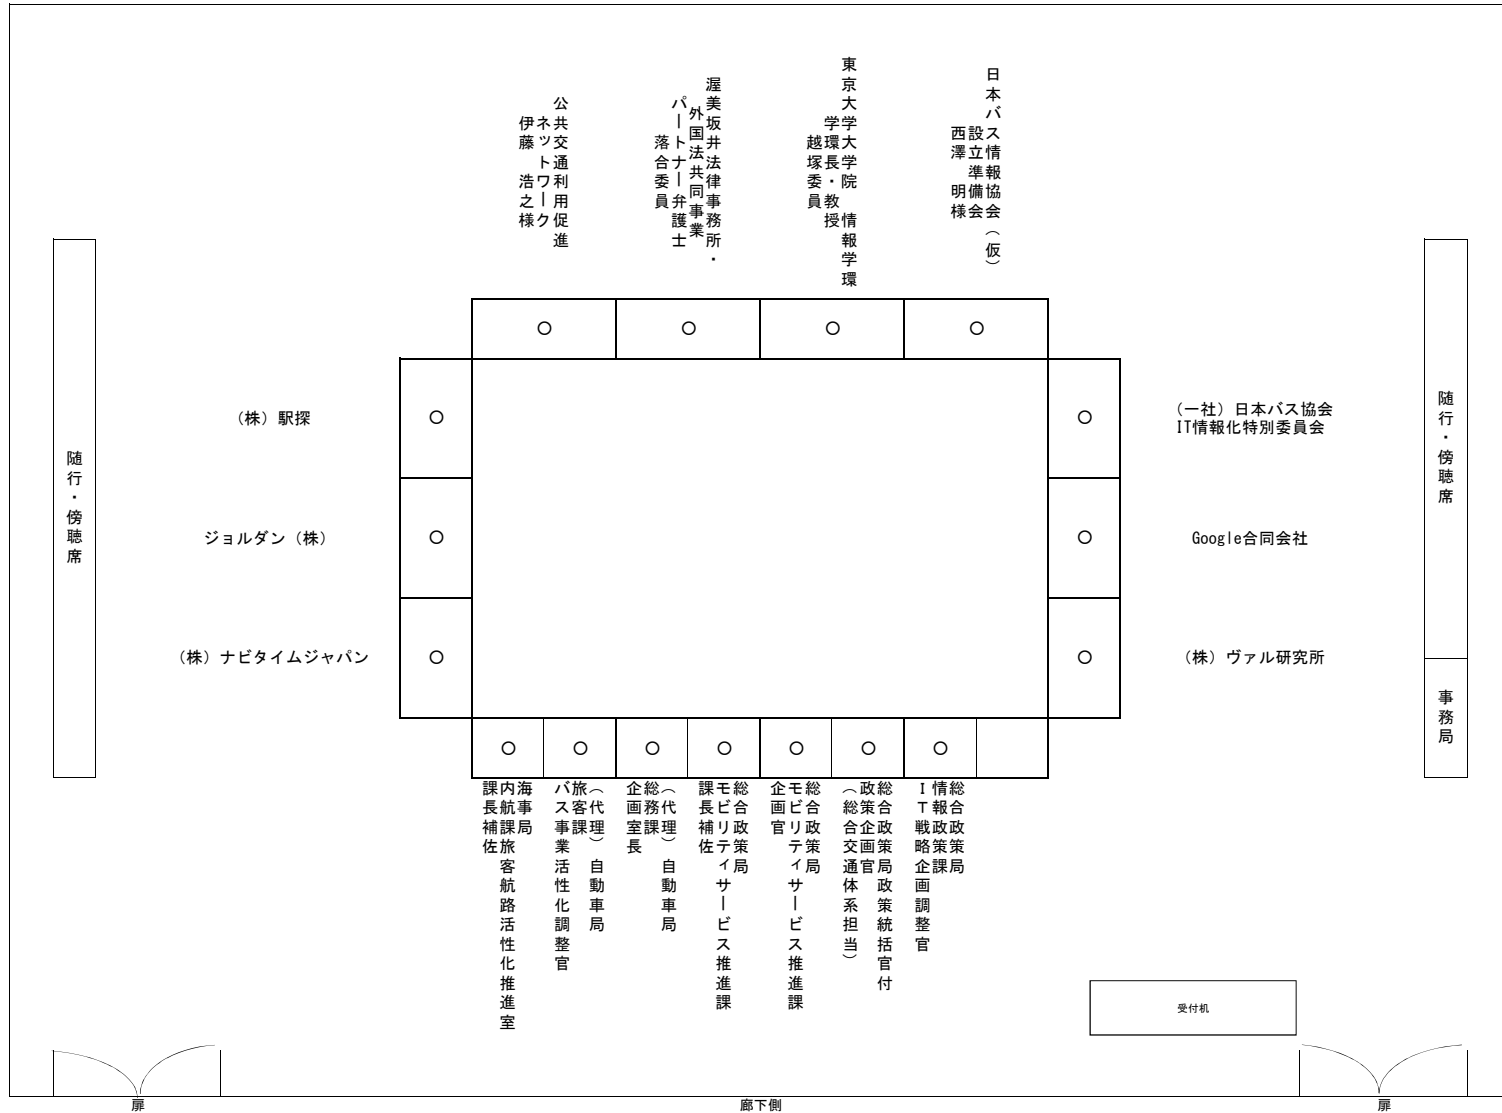 日本バス情報協会（仮）
設立準備会
西澤　明様
東京大学大学院　情報学環
学環長・教授
越塚委員
渥美坂井法律事務所・
外国法共同事業
パートナー弁護士
落合委員
公共交通利用促進
ネットワーク
伊藤　浩之様
○
○
○
○
（株）駅探
○
○
（一社）日本バス協会
IT情報化特別委員会
随行・傍聴席
随行・傍聴席
ジョルダン（株）
○
○
Google合同会社
（株）ナビタイムジャパン
○
○
（株）ヴァル研究所
事務局
○
○
○
○
○
○
○
総合政策局
情報政策課
ＩＴ戦略企画調整官
総合政策局政策統括官付
政策企画官
（総合交通体系担当）
総合政策局
モビリティサービス推進課
企画官
総合政策局
モビリティサービス推進課
課長補佐
（代理）自動車局
総務課
企画室長
（代理）自動車局
旅客課
バス事業活性化調整官
海事局
内航課旅客航路活性化推進室
課長補佐
受付机
扉
廊下側
扉